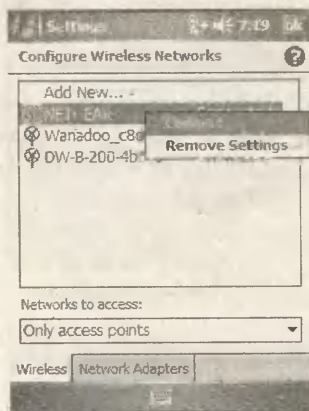 Settings 7:19 ok
Configure Wireless Networks ?
Add New...
Remove Settings
Wanadoo_c8
DW-B-200-4b
Networks to access:
Only access points
Wireless Network Adapters